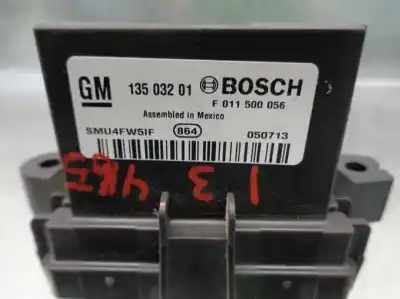 GM 135 032 01 BOSCH
F 011 500 056
Assembled in Mexico
SMU4FW5IF 864 050713